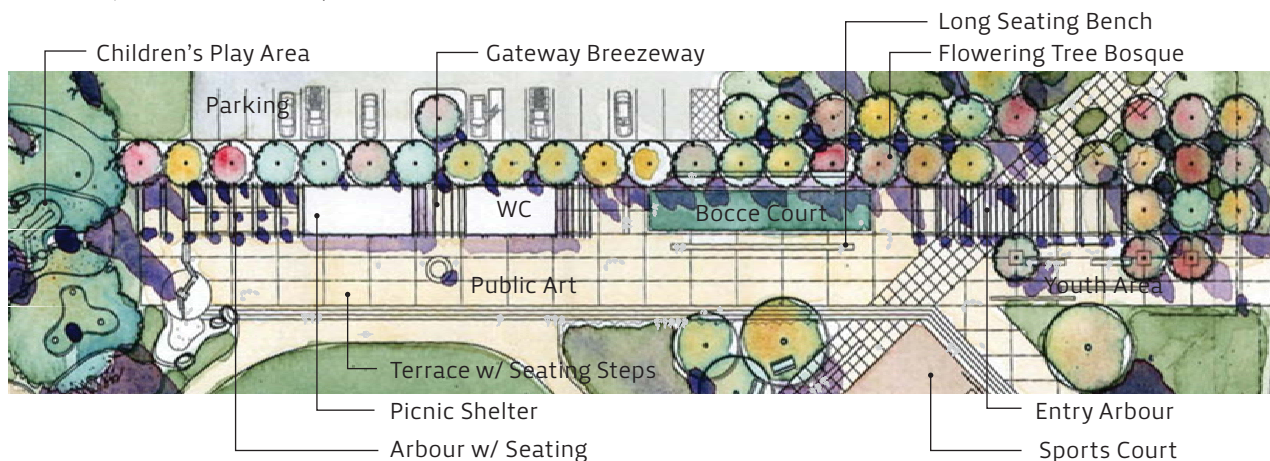 Long Seating Bench
Children's Play Area
Gateway Breezeway
Flowering Tree Bosque
Parking
WC
Bocce Court
Public Art
Youth Area
Terrace w/ Seating Steps
Picnic Shelter
Entry Arbour
Arbour w/ Seating
Sports Court